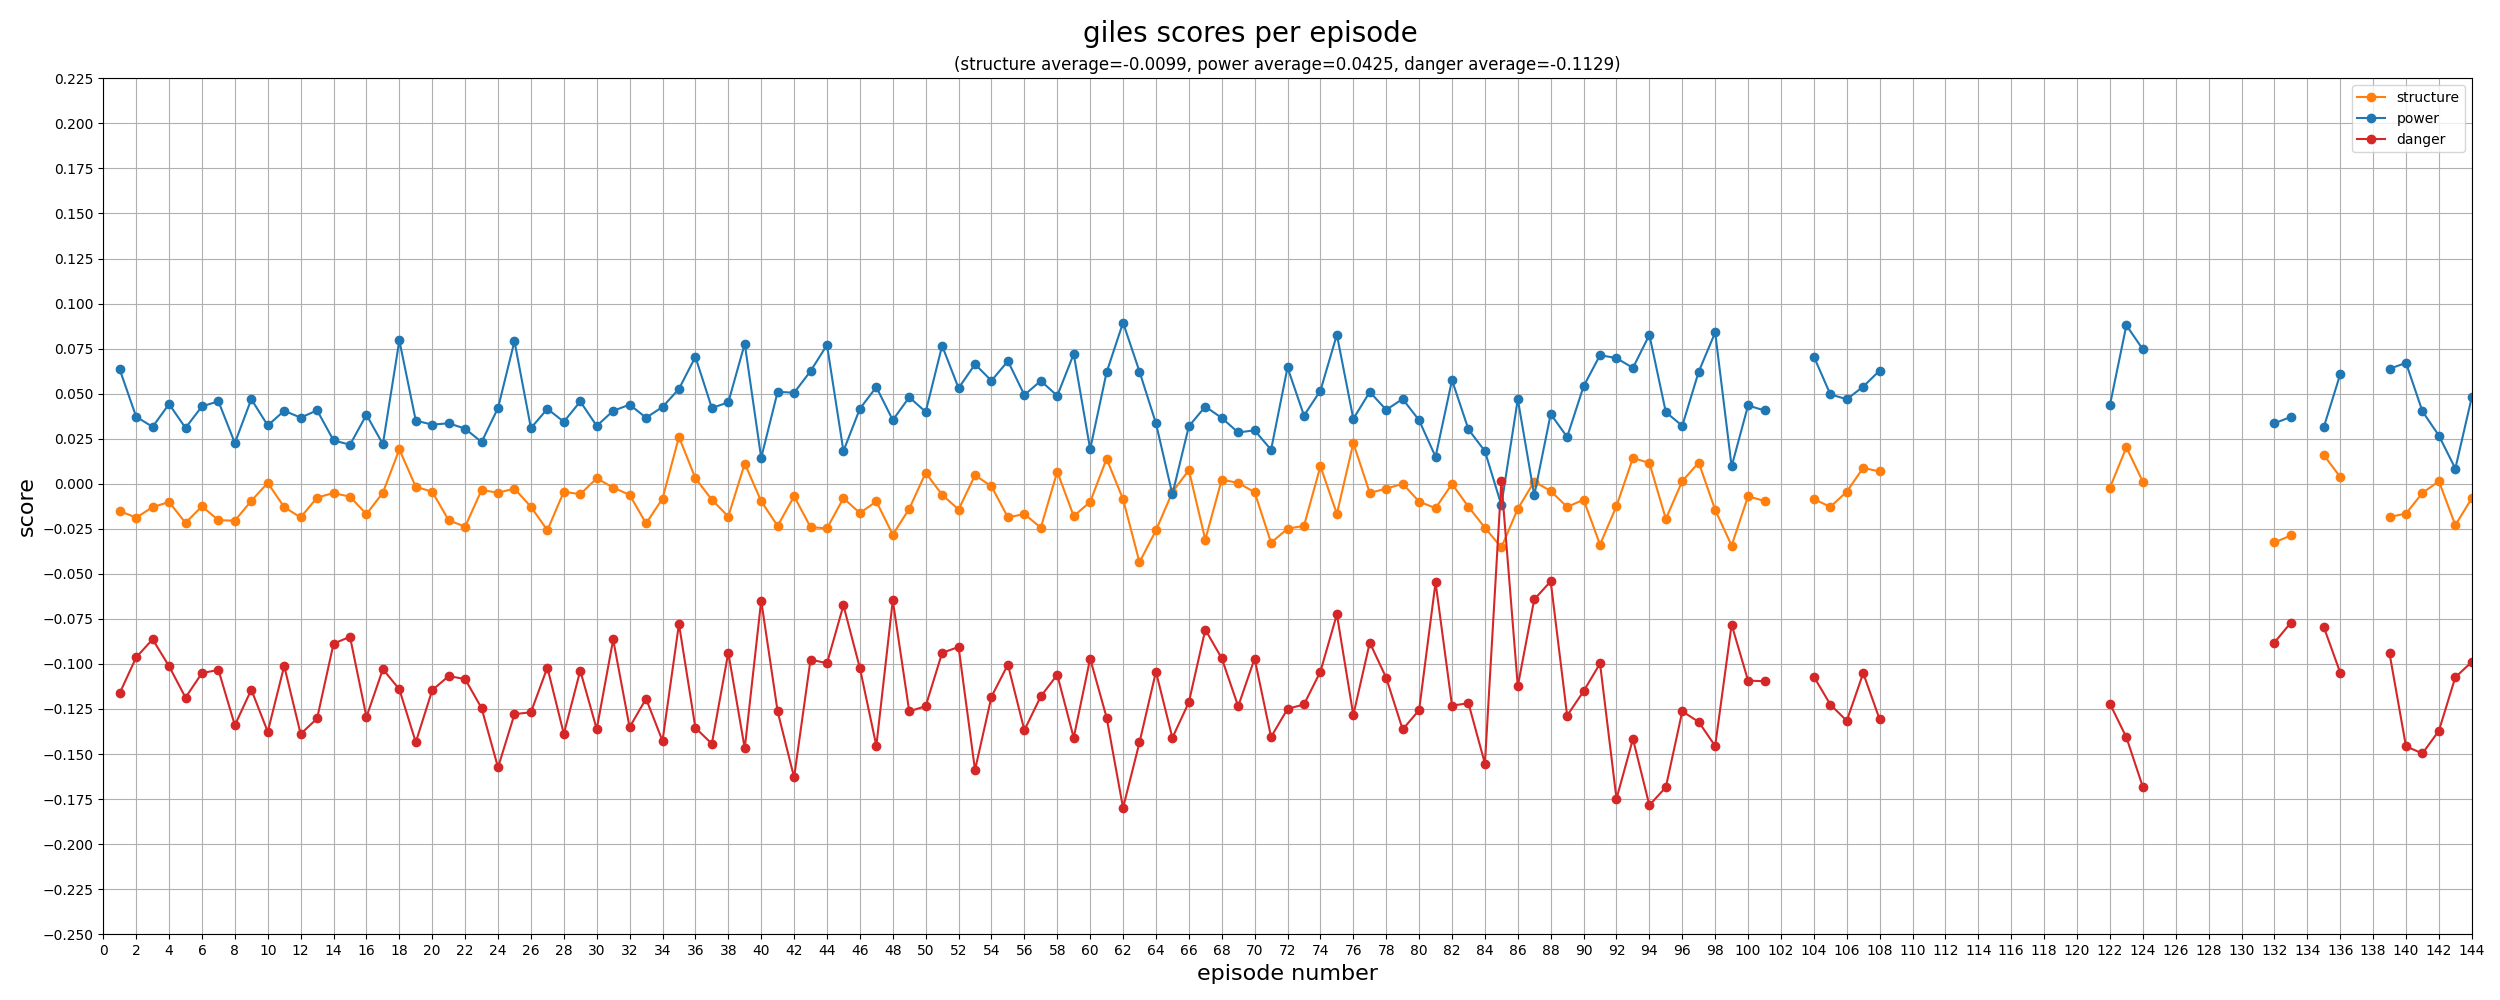 giles scores per episode
(structure average=-0.0099, power average=0.0425, danger average=-0.1129)
structure
power
danger
score
0.225
0.200
0.175
0.150
0.125
0.100
0.075
0.050
0.025
0.000
−0.025
−0.050
−0.075
−0.100
−0.125
−0.150
−0.175
−0.200
−0.225
−0.250
0 2 4 6 8 10 12 14 16 18 20 22 24 26 28 30 32 34 36 38 40 42 44 46 48 50 52 54 56 58 60 62 64 66 68 70 72 74 76 78 80 82 84 86 88 90 92 94 96 98 100 102 104 106 108 110 112 114 116 118 120 122 124 126 128 130 132 134 136 138 140 142 144
episode number